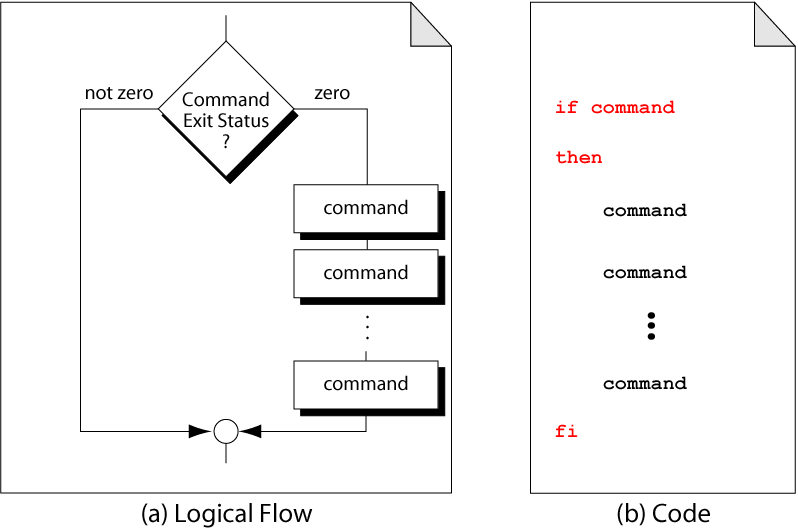 not zero
zero
Command
Exit Status
?
command
command
command
(a) Logical Flow
if command
then
command
command
command
fi
(b) Code